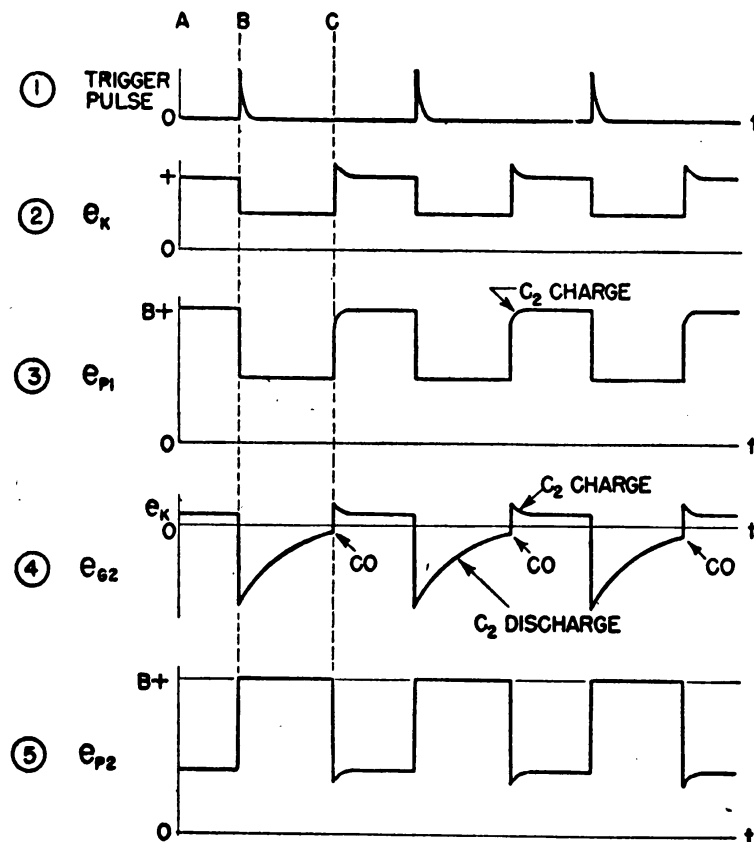 A B C
① TRIGGER
PULSE
0 t
+
② eK
0
C2 CHARGE
B+
③ eP1
0 t
eK C2 CHARGE
0 t
④ eG2 CO CO CO
C2 DISCHARGE
B+
⑤ eP2
0 t